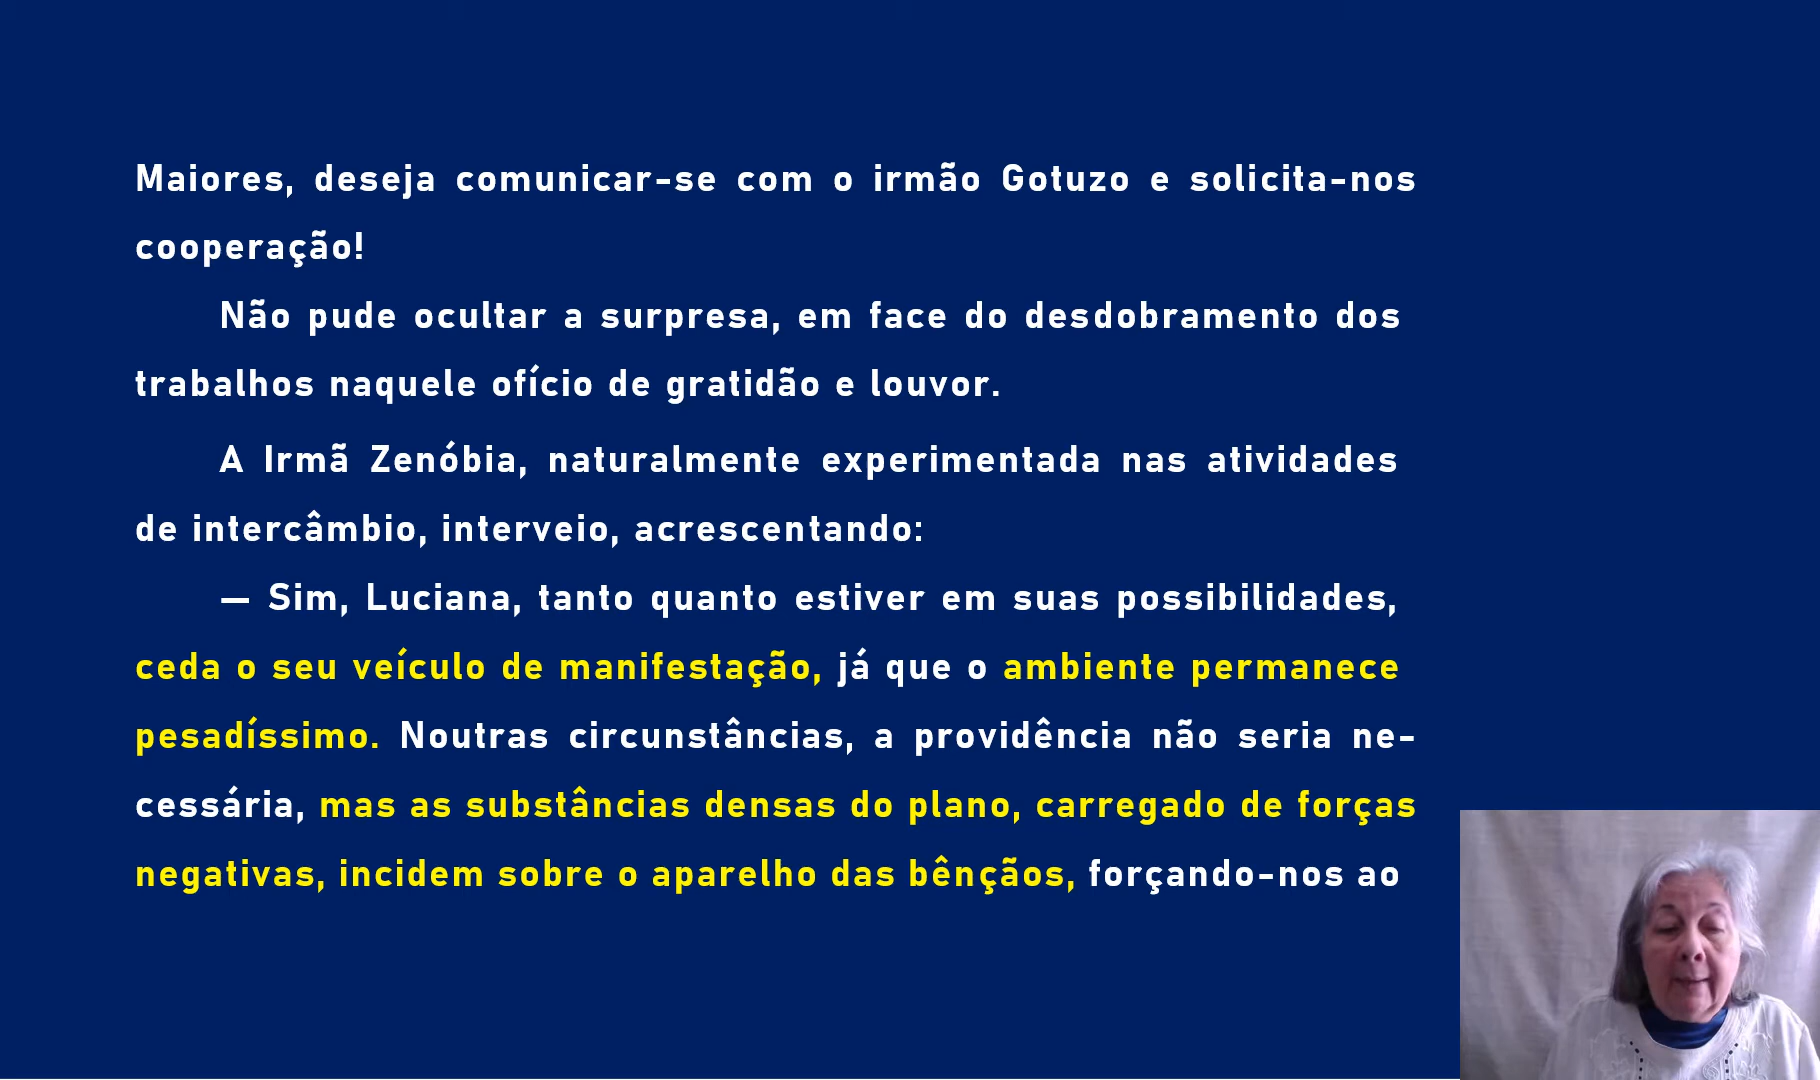 Maiores, deseja comunicar-se com o irmão Gotuzo e solicita-nos
cooperação!
Não pude ocultar a surpresa, em face do desdobramento dos
trabalhos naquele ofício de gratidão e louvor.
A Irmã Zenóbia, naturalmente experimentada nas atividades
de intercâmbio, interveio, acrescentando:
— Sim, Luciana, tanto quanto estiver em suas possibilidades,
ceda o seu veículo de manifestação, já que o ambiente permanece
pesadíssimo. Noutras circunstâncias, a providência não seria ne-
cessária, mas as substâncias densas do plano, carregado de forças
negativas, incidem sobre o aparelho das bênçãos, forçando-nos ao